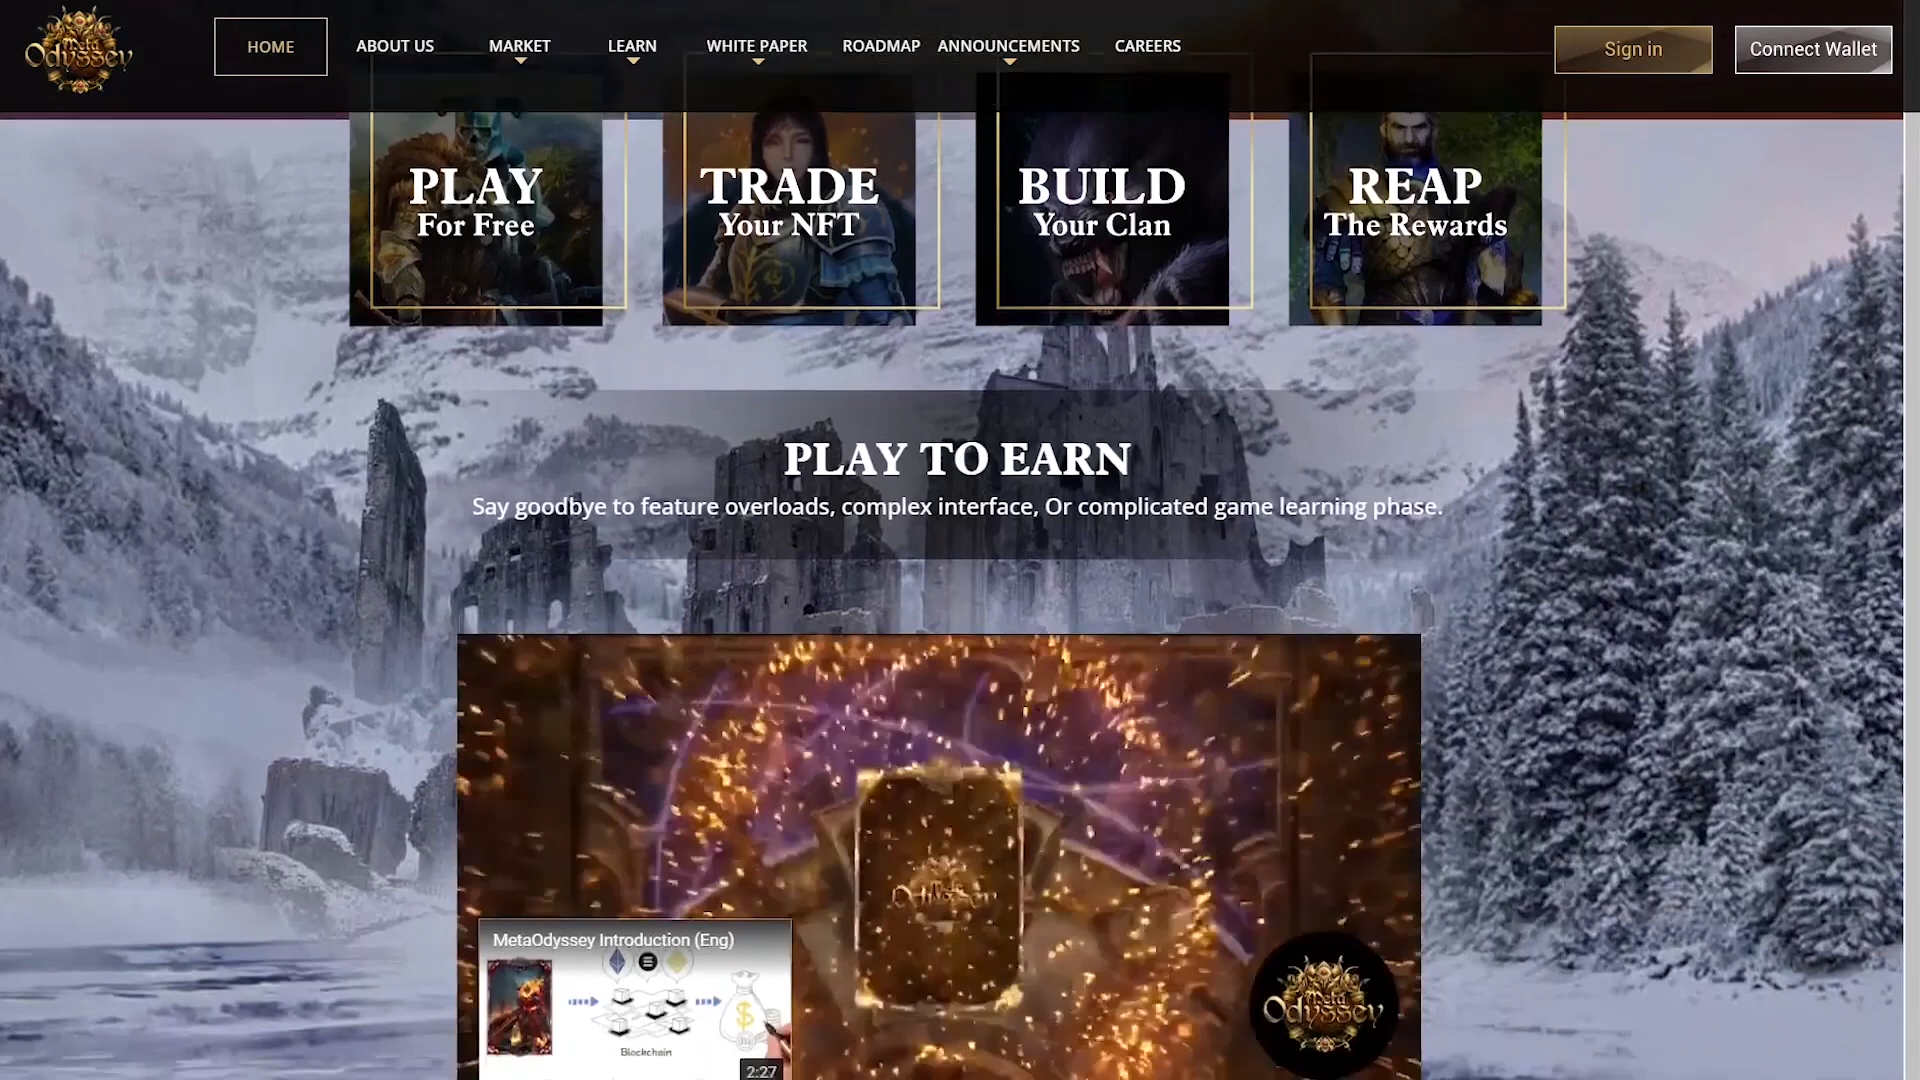 Meta
Odyssey
HOME
ABOUT US
MARKET
LEARN
WHITE PAPER
ROADMAP
ANNOUNCEMENTS
CAREERS
Sign in
Connect Wallet
PLAY
For Free
TRADE
Your NFT
BUILD
Your Clan
REAP
The Rewards
PLAY TO EARN
Say goodbye to feature overloads, complex interface, Or complicated game learning phase.
MetaOdyssey Introduction (Eng)
$
Blockchain
2:27
Meta
Odyssey
Meta
Odyssey